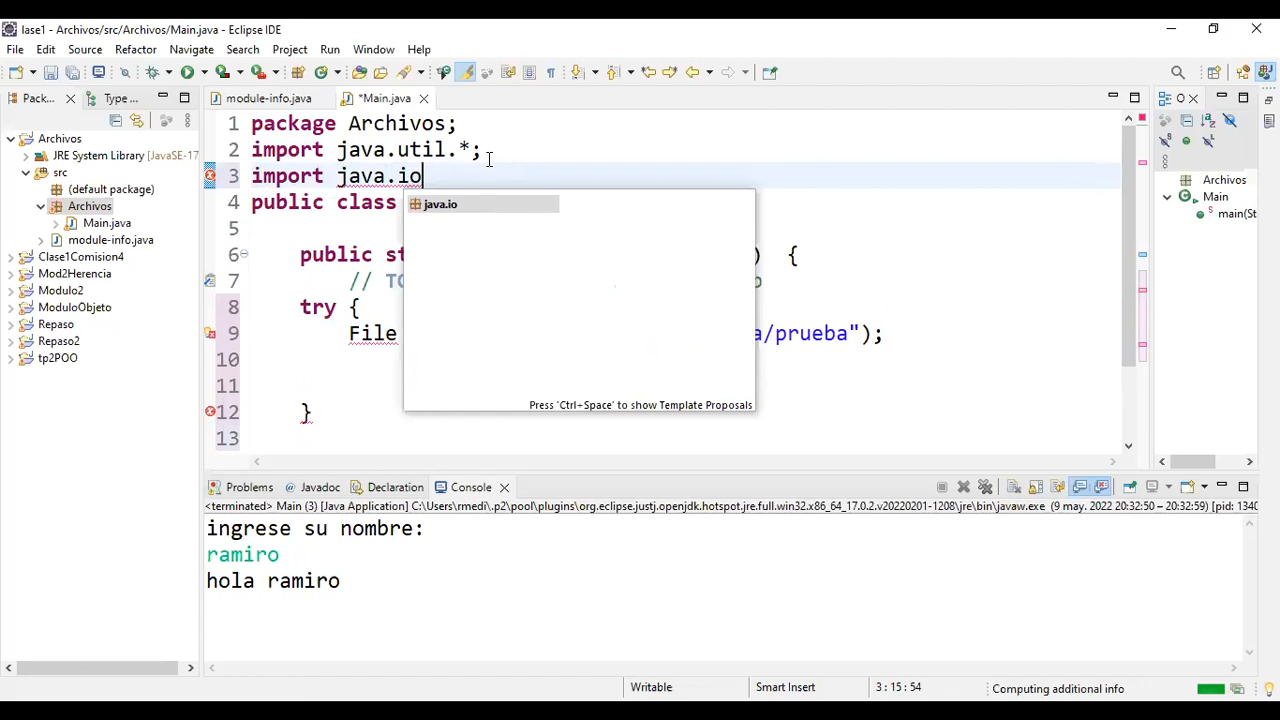 lase1 - Archivos/src/Archivos/Main.java - Eclipse IDE
File Edit Source Refactor Navigate Search Project Run Window Help
Pack... Type ... module-info.java *Main.java O
Archivos
JRE System Library [JavaSE-17
src
(default package)
Archivos
Main.java
module-info.java
Clase1Comision4
Mod2Herencia
Modulo2
ModuloObjeto
Repaso
Repaso2
tp2POO
1 package Archivos;
2 import java.util.*;
3 import java.io
4 public class
5
6 public st ) {
7 // TO o
8 try {
9 File a/prueba");
10
11
12 }
13
java.io
Press 'Ctrl+Space' to show Template Proposals
Archivos
Main
main(St
Problems Javadoc Declaration Console
<terminated> Main (3) [Java Application] C:\Users\rmedi\.p2\pool\plugins\org.eclipse.justj.openjdk.hotspot.jre.full.win32.x86_64_17.0.2.v20220201-1208\jre\bin\javaw.exe (9 may. 2022 20:32:50 – 20:32:59) [pid: 1340
ingrese su nombre:
ramiro
hola ramiro
Writable Smart Insert 3 : 15 : 54 Computing additional info